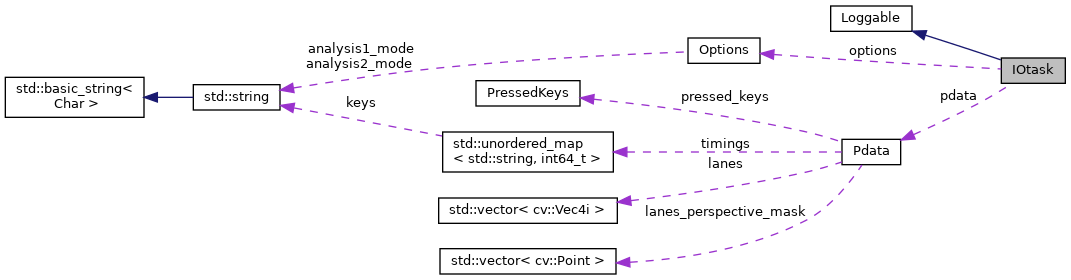 Loggable
analysis1_mode
analysis2_mode
Options
options
IOtask
std::basic_string<
Char >
std::string
keys
PressedKeys
pressed_keys
pdata
std::unordered_map
< std::string, int64_t >
timings
Pdata
lanes
std::vector< cv::Vec4i >
lanes_perspective_mask
std::vector< cv::Point >